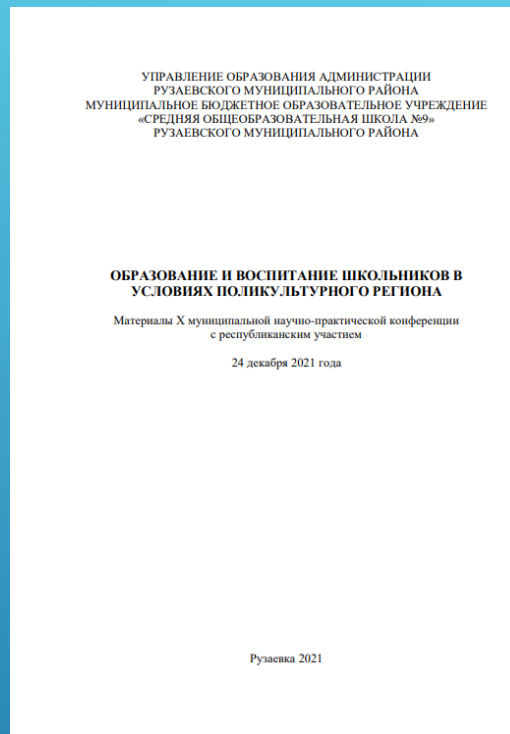 УПРАВЛЕНИЕ ОБРАЗОВАНИЯ АДМИНИСТРАЦИИ
РУЗАЕВСКОГО МУНИЦИПАЛЬНОГО РАЙОНА
МУНИЦИПАЛЬНОЕ БЮДЖЕТНОЕ ОБРАЗОВАТЕЛЬНОЕ УЧРЕЖДЕНИЕ
«СРЕДНЯЯ ОБЩЕОБРАЗОВАТЕЛЬНАЯ ШКОЛА №9»
РУЗАЕВСКОГО МУНИЦИПАЛЬНОГО РАЙОНА
ОБРАЗОВАНИЕ И ВОСПИТАНИЕ ШКОЛЬНИКОВ В
УСЛОВИЯХ ПОЛИКУЛЬТУРНОГО РЕГИОНА
Материалы X муниципальной научно-практической конференции
с республиканским участием
24 декабря 2021 года
Рузаевка 2021